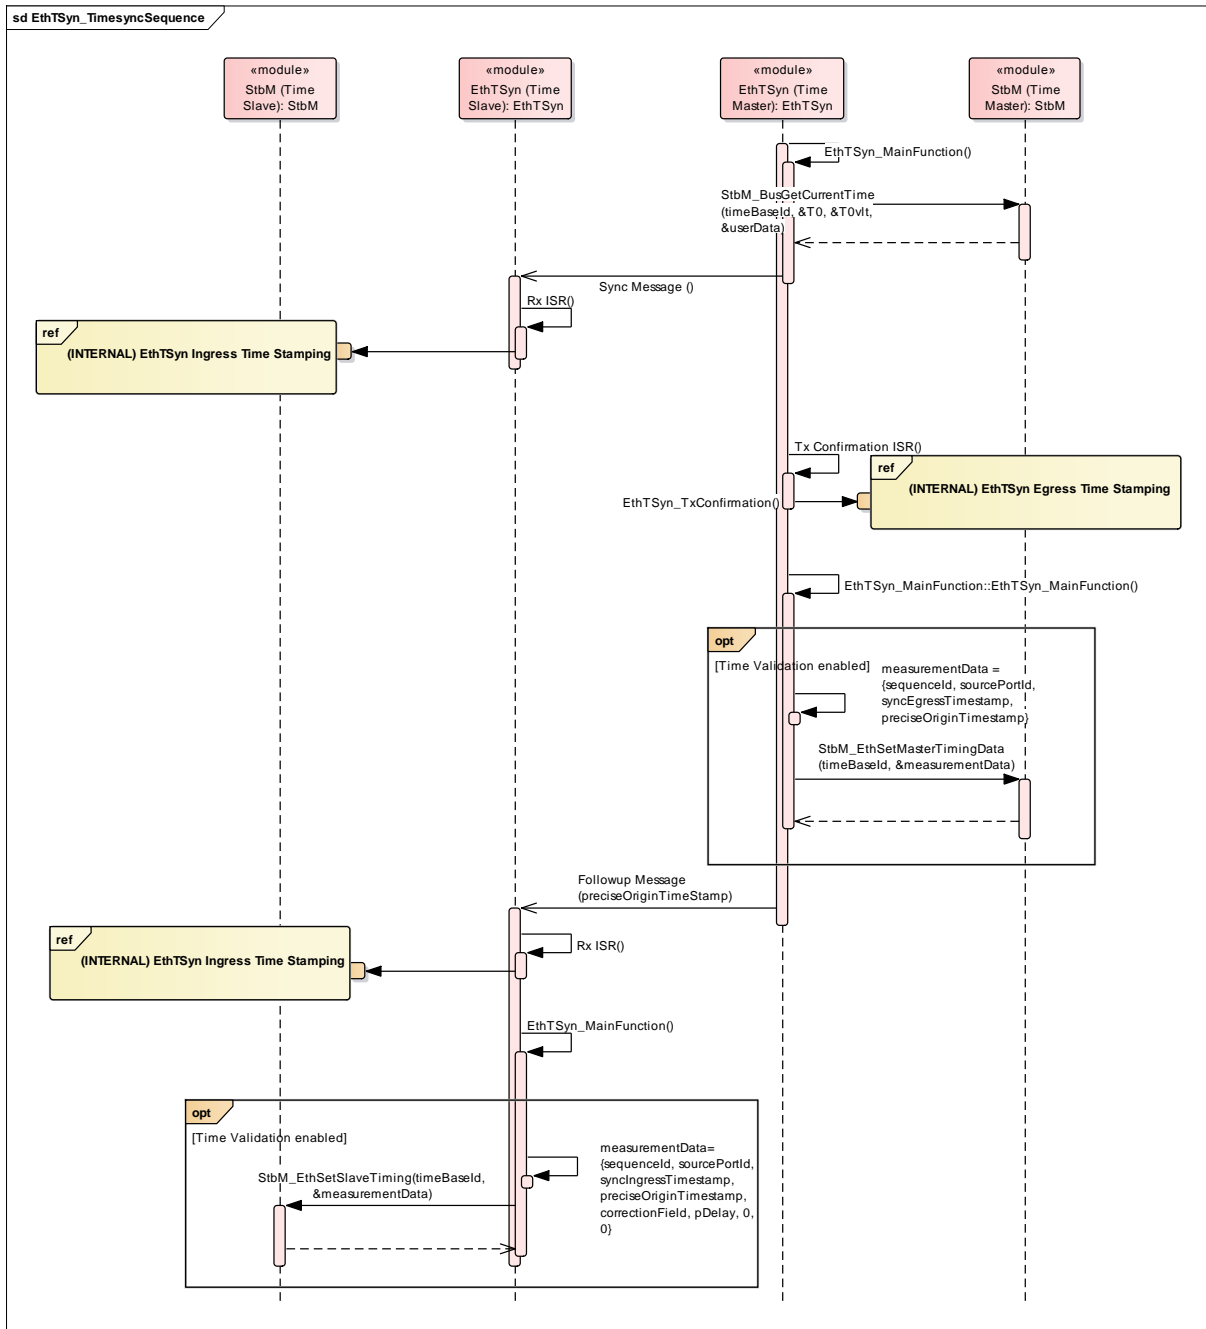 sd EthTSyn_TimesyncSequence
«module»
StbM (Time
Slave): StbM
«module»
EthTSyn (Time
Slave): EthTSyn
«module»
EthTSyn (Time
Master): EthTSyn
«module»
StbM (Time
Master): StbM
EthTSyn_MainFunction()
StbM_BusGetCurrentTime
(timeBaseId, &T0, &T0vlt,
&userData)
Sync Message ()
Rx ISR()
ref
(INTERNAL) EthTSyn Ingress Time Stamping
Tx Confirmation ISR()
ref
(INTERNAL) EthTSyn Egress Time Stamping
EthTSyn_TxConfirmation()
EthTSyn_MainFunction::EthTSyn_MainFunction()
opt
[Time Validation enabled]
measurementData =
{sequenceId, sourcePortId,
syncEgressTimestamp,
preciseOriginTimestamp}
StbM_EthSetMasterTimingData
(timeBaseId, &measurementData)
Followup Message
(preciseOriginTimeStamp)
ref
(INTERNAL) EthTSyn Ingress Time Stamping
Rx ISR()
EthTSyn_MainFunction()
opt
[Time Validation enabled]
measurementData=
{sequenceId, sourcePortId,
syncIngressTimestamp,
preciseOriginTimestamp,
correctionField, pDelay, 0,
0}
StbM_EthSetSlaveTiming(timeBaseId,
&measurementData)